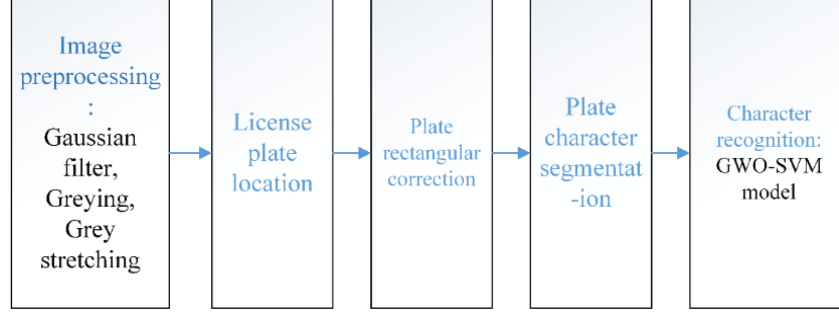 Image
preprocessing
:
Gaussian
filter,
Greying,
Grey
stretching
License
plate
location
Plate
rectangular
correction
Plate
character
segmentat
-ion
Character
recognition:
GWO-SVM
model